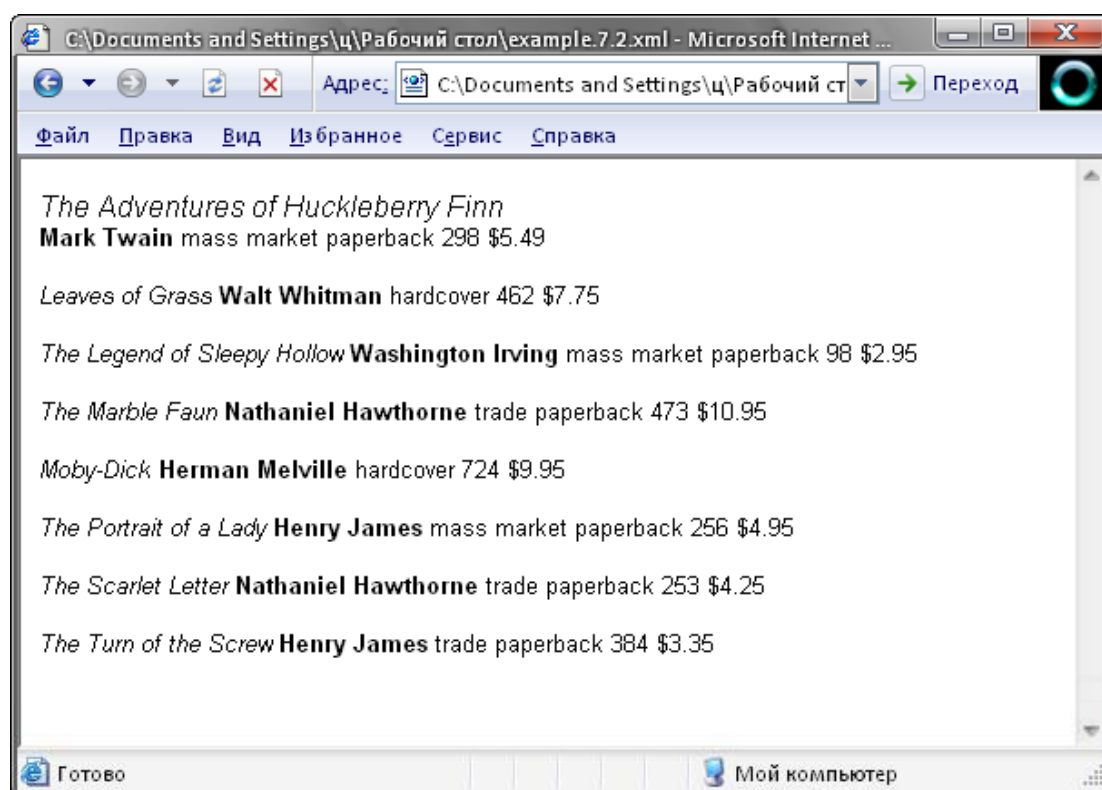 C:\Documents and Settings\ц\Рабочий стол\example.7.2.xml - Microsoft Internet ...
Адрес: C:\Documents and Settings\ц\Рабочий ст Переход
Файл Правка Вид Избранное Сервис Справка
The Adventures of Huckleberry Finn
Mark Twain mass market paperback 298 $5.49
Leaves of Grass Walt Whitman hardcover 462 $7.75
The Legend of Sleepy Hollow Washington Irving mass market paperback 98 $2.95
The Marble Faun Nathaniel Hawthorne trade paperback 473 $10.95
Moby-Dick Herman Melville hardcover 724 $9.95
The Portrait of a Lady Henry James mass market paperback 256 $4.95
The Scarlet Letter Nathaniel Hawthorne trade paperback 253 $4.25
The Turn of the Screw Henry James trade paperback 384 $3.35
Готово Мой компьютер